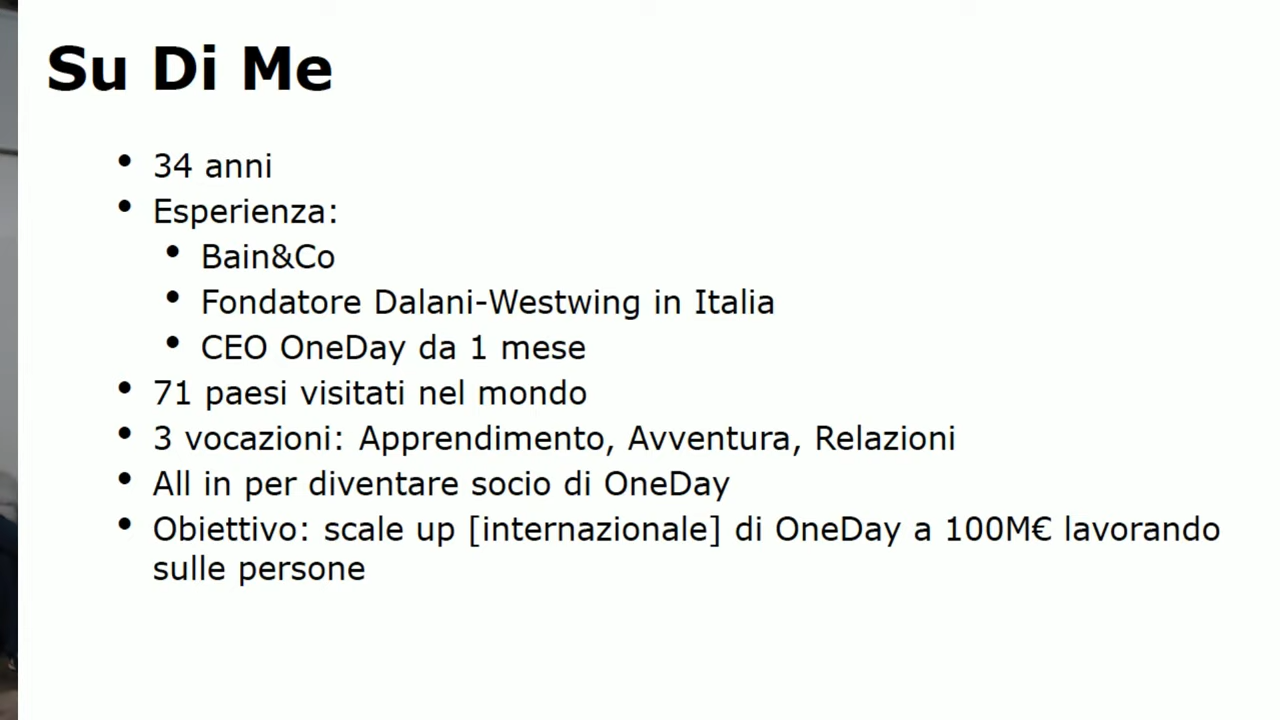 Su Di Me
• 34 anni
• Esperienza:
• Bain&Co
• Fondatore Dalani-Westwing in Italia
• CEO OneDay da 1 mese
• 71 paesi visitati nel mondo
• 3 vocazioni: Apprendimento, Avventura, Relazioni
• All in per diventare socio di OneDay
• Obiettivo: scale up [internazionale] di OneDay a 100M€ lavorando
sulle persone